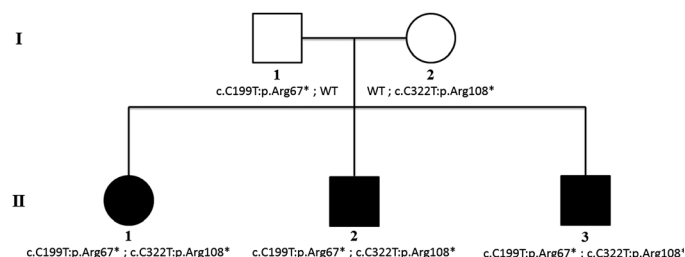 I
1 2
c.C199T:p.Arg67* ; WT WT ; c.C322T:p.Arg108*
II
1 2 3
c.C199T:p.Arg67* ; c.C322T:p.Arg108* c.C199T:p.Arg67* ; c.C322T:p.Arg108* c.C199T:p.Arg67* ; c.C322T:p.Arg108*